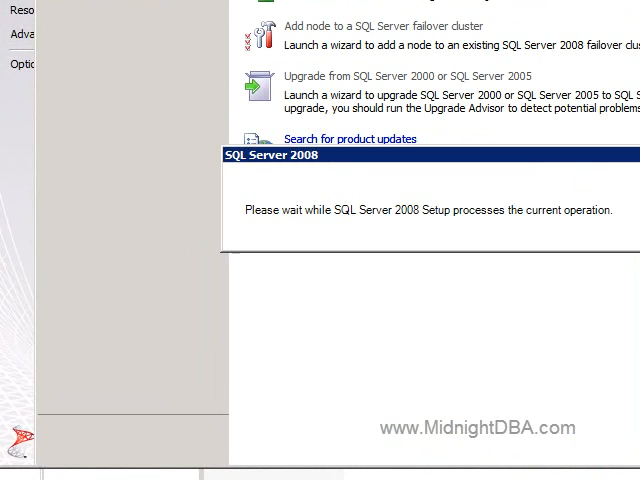 Reso
Adva
Optic
Add node to a SQL Server failover cluster
Launch a wizard to add a node to an existing SQL Server 2008 failover clus
Upgrade from SQL Server 2000 or SQL Server 2005
Launch a wizard to upgrade SQL Server 2000 or SQL Server 2005 to SQL S
upgrade, you should run the Upgrade Advisor to detect potential problems
Search for product updates
SQL Server 2008
Please wait while SQL Server 2008 Setup processes the current operation.
www.MidnightDBA.com